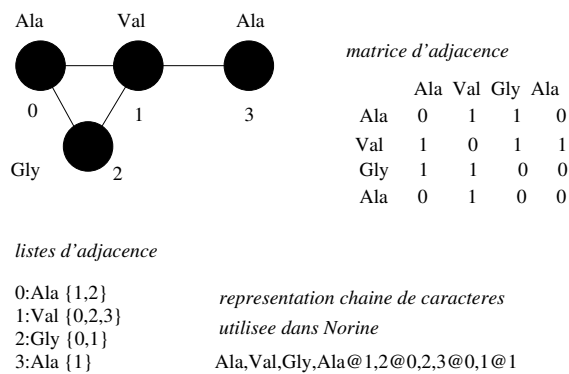 Ala Val Ala
0 1 3
Gly 2
matrice d'adjacence
Ala Val Gly Ala
Ala 0 1 1 0
Val 1 0 1 1
Gly 1 1 0 0
Ala 0 1 0 0
listes d'adjacence
0:Ala {1,2}
1:Val {0,2,3}
2:Gly {0,1}
3:Ala {1}
representation chaine de caracteres
utilisee dans Norine
Ala,Val,Gly,Ala@1,2@0,2,3@0,1@1